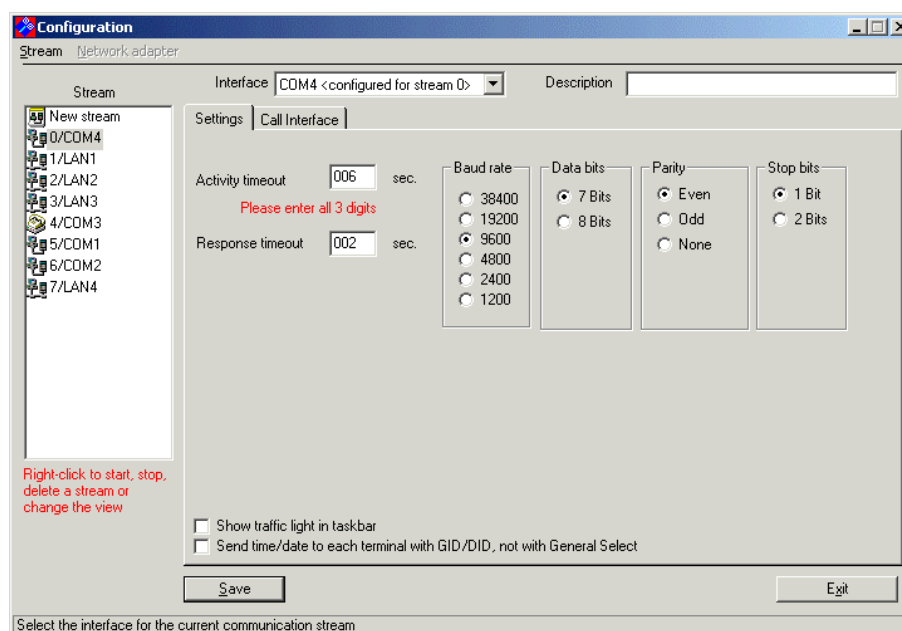 Configuration
Stream Network adapter
Stream
New stream
0/COM4
1/LAN1
2/LAN2
3/LAN3
4/COM3
5/COM1
6/COM2
7/LAN4
Right-click to start, stop,
delete a stream or
change the view
Interface COM4 <configured for stream 0> Description
Settings Call Interface
Activity timeout 006 sec.
Please enter all 3 digits
Response timeout 002 sec.
Baud rate
38400
19200
9600
4800
2400
1200
Data bits
7 Bits
8 Bits
Parity
Even
Odd
None
Stop bits
1 Bit
2 Bits
Show traffic light in taskbar
Send time/date to each terminal with GID/DID, not with General Select
Save Exit
Select the interface for the current communication stream